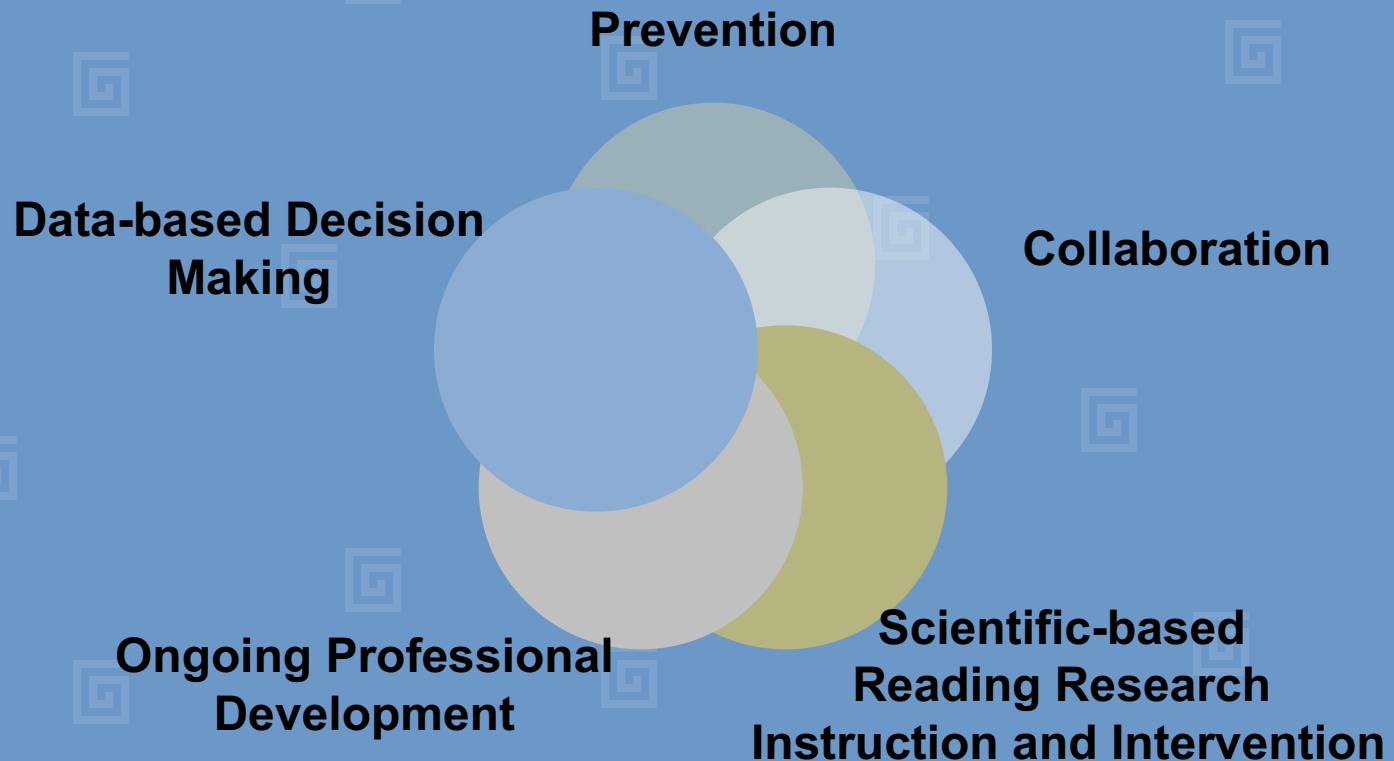 Prevention
Data-based Decision
Making
Collaboration
Ongoing Professional
Development
Scientific-based
Reading Research
Instruction and Intervention